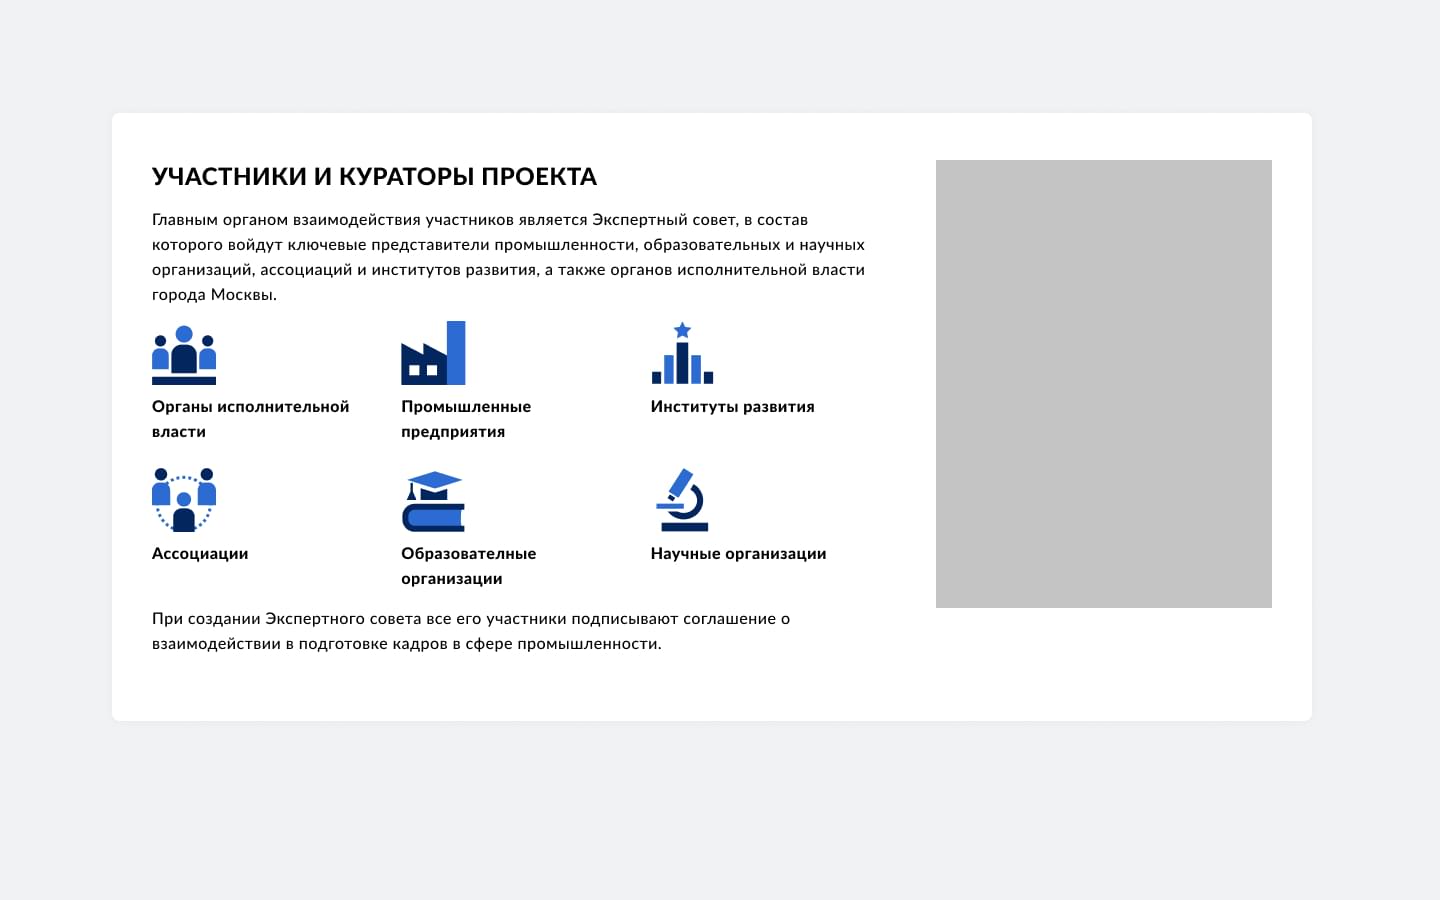 УЧАСТНИКИ И КУРАТОРЫ ПРОЕКТА
Главным органом взаимодействия участников является Экспертный совет, в состав
которого войдут ключевые представители промышленности, образовательных и научных
организаций, ассоциаций и институтов развития, а также органов исполнительной власти
города Москвы.
Органы исполнительной
власти
Промышленные
предприятия
Институты развития
Ассоциации
Образователные
организации
Научные организации
При создании Экспертного совета все его участники подписывают соглашение о
взаимодействии в подготовке кадров в сфере промышленности.